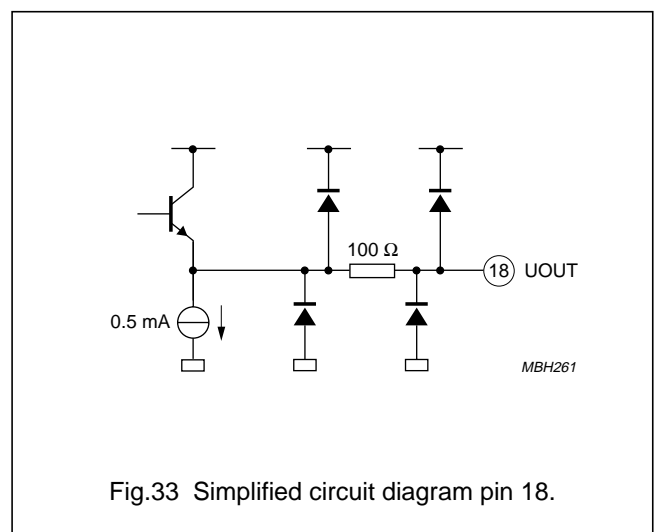 100 Ω
18 UOUT
0.5 mA
MBH261
Fig.33 Simplified circuit diagram pin 18.